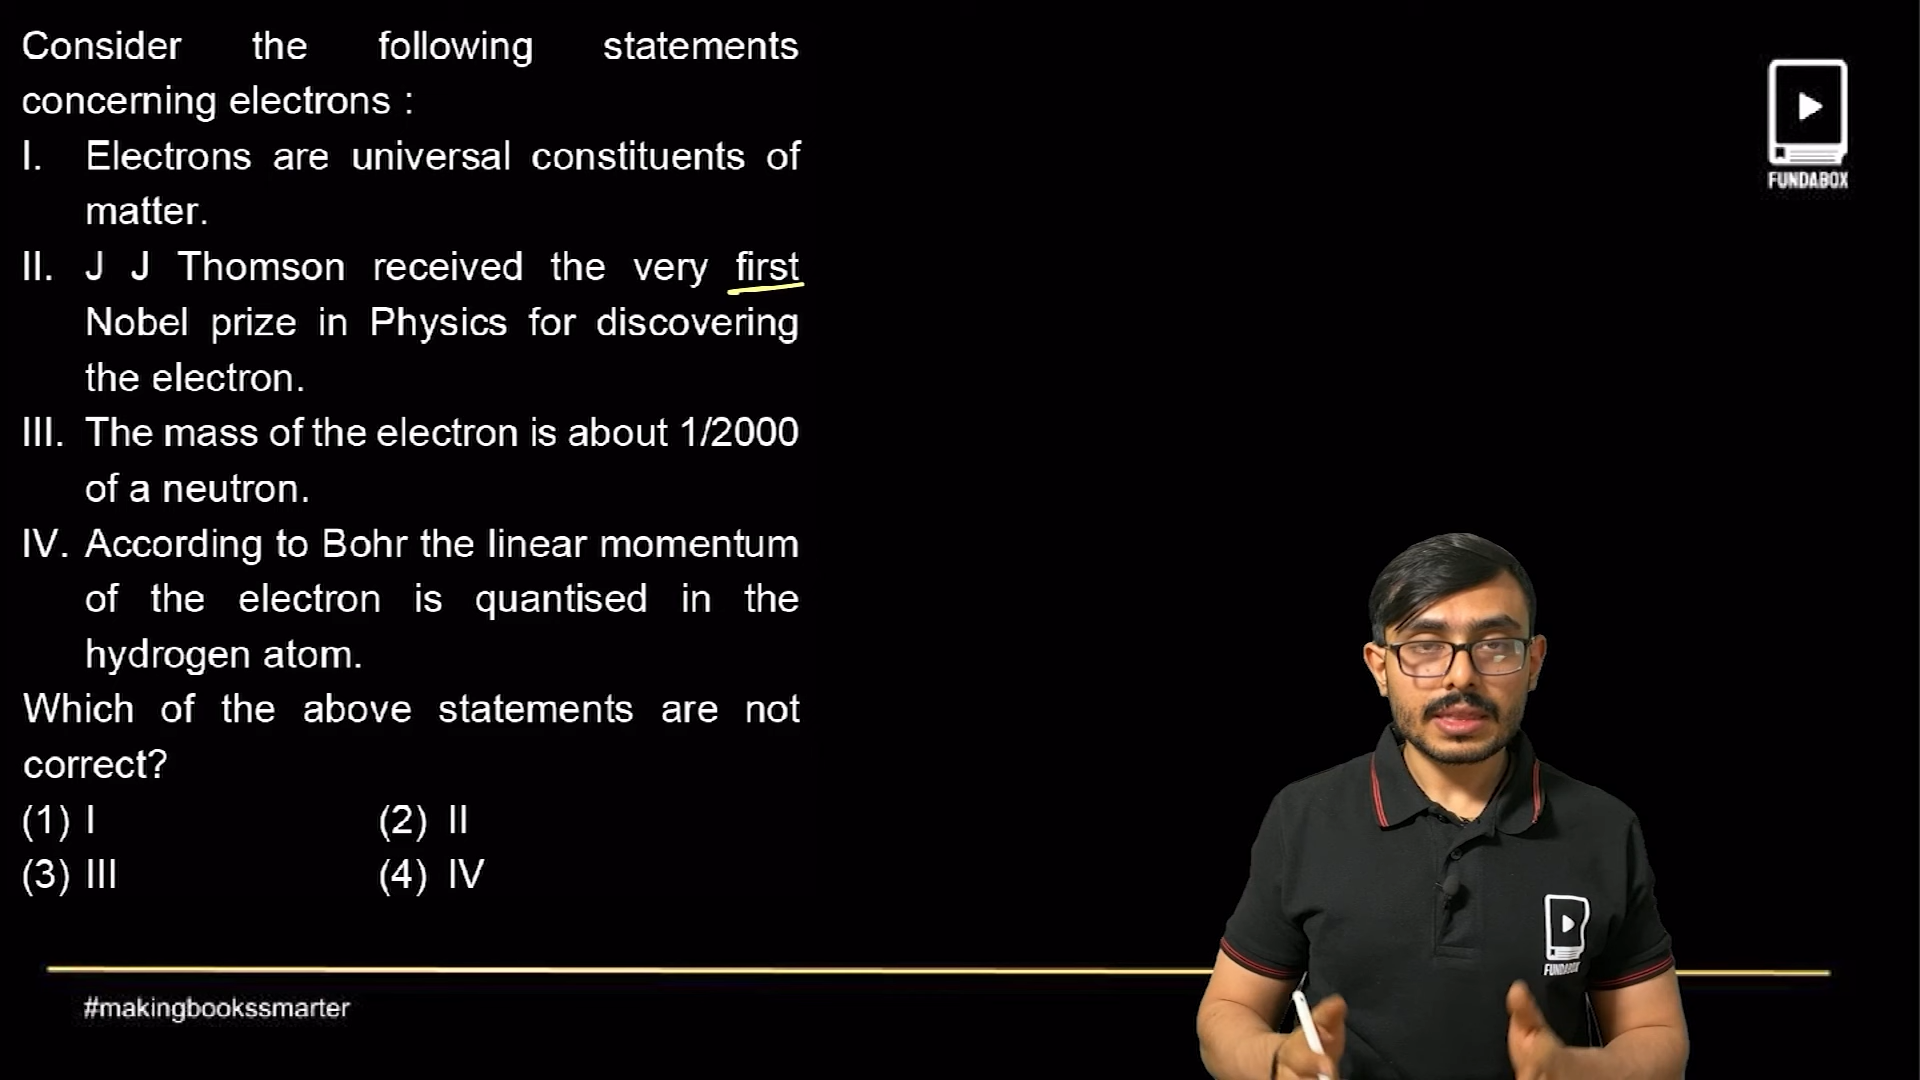 Consider the following statements
concerning electrons :
I. Electrons are universal constituents of
matter.
II. J J Thomson received the very first
Nobel prize in Physics for discovering
the electron.
III. The mass of the electron is about 1/2000
of a neutron.
IV. According to Bohr the linear momentum
of the electron is quantised in the
hydrogen atom.
Which of the above statements are not
correct?
(1) I (2) II
(3) III (4) IV
#makingbookssmarter
FUNDABOX
FUNDABOX